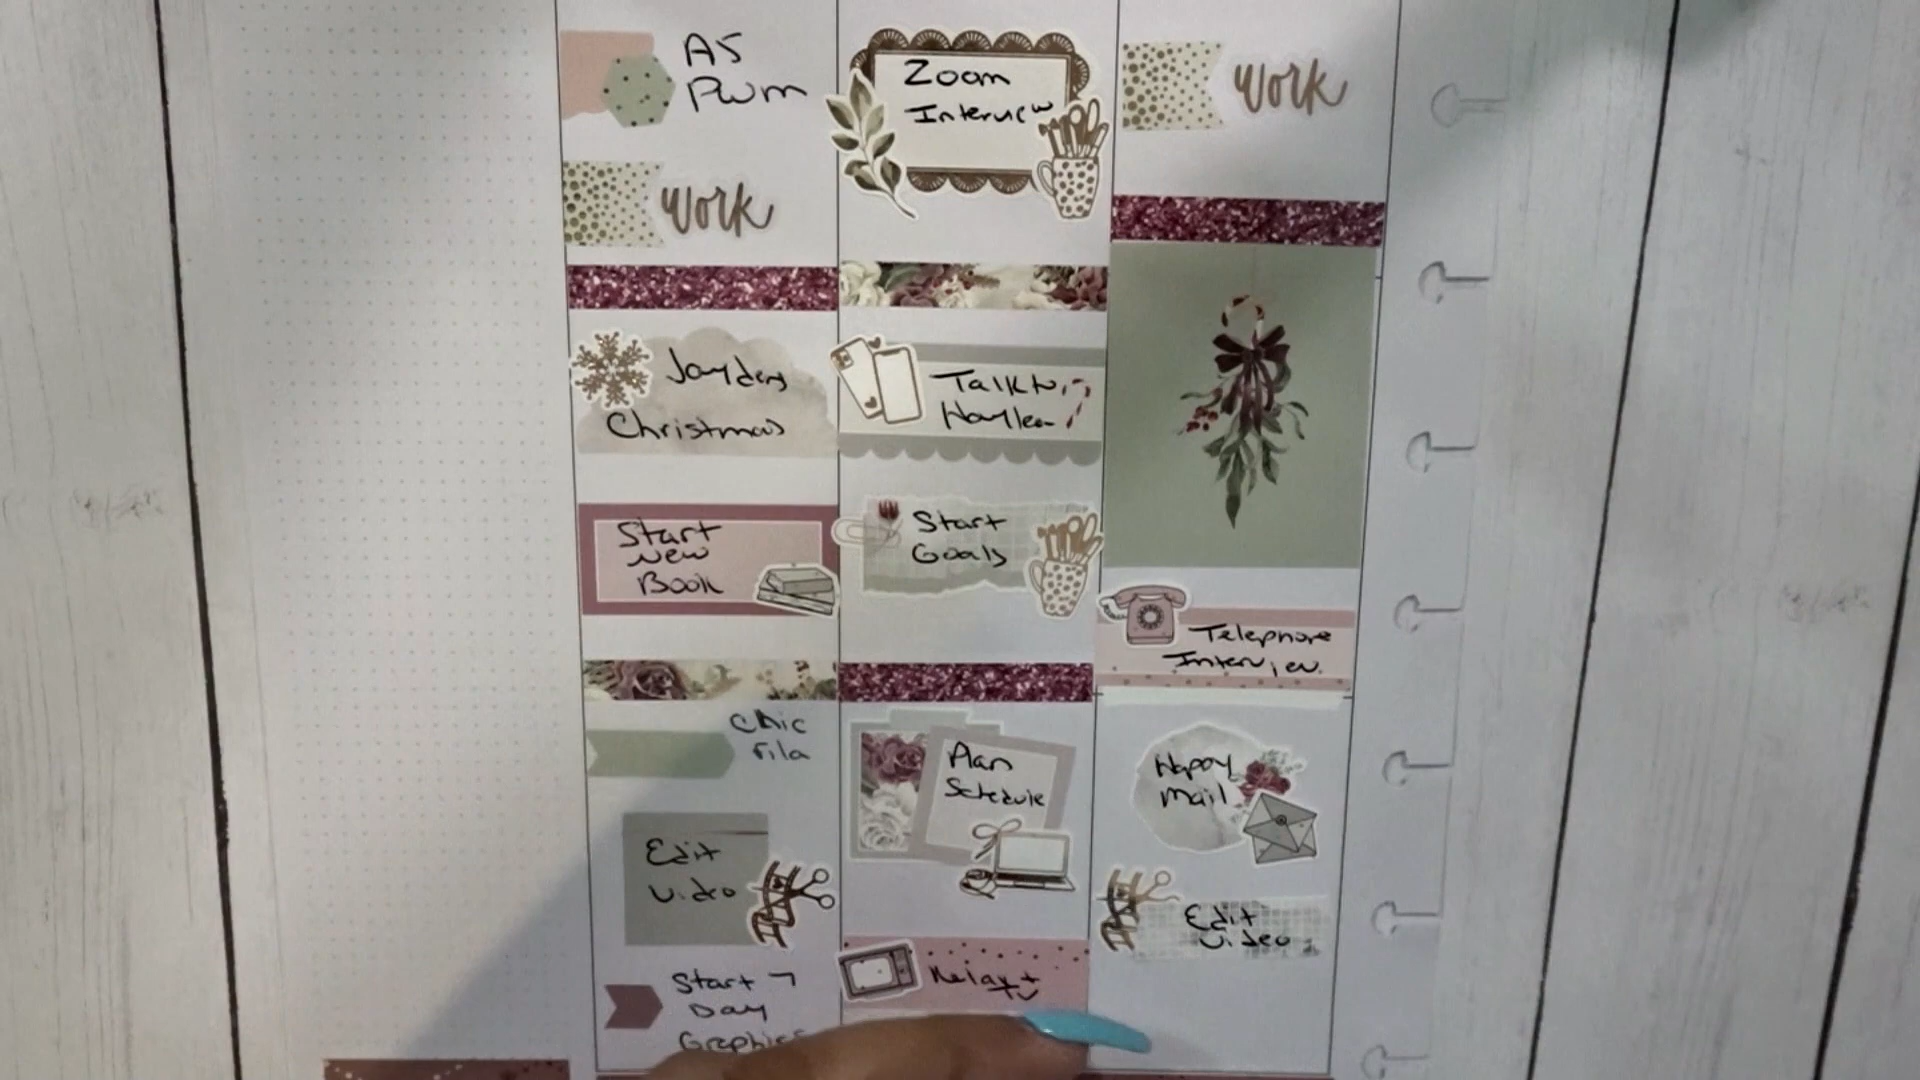 AS
PWM
Work
Jayden's
Christmas
Start
New
Book
Chic
Fila
Edit
Video
Start 7
Day
Graphics
Zoom
Interview
Talk to
Start
Goals
Plan
Schedule
Relax
TV
Work
Telephone
Interview
Happy
Mail
Edit
Video